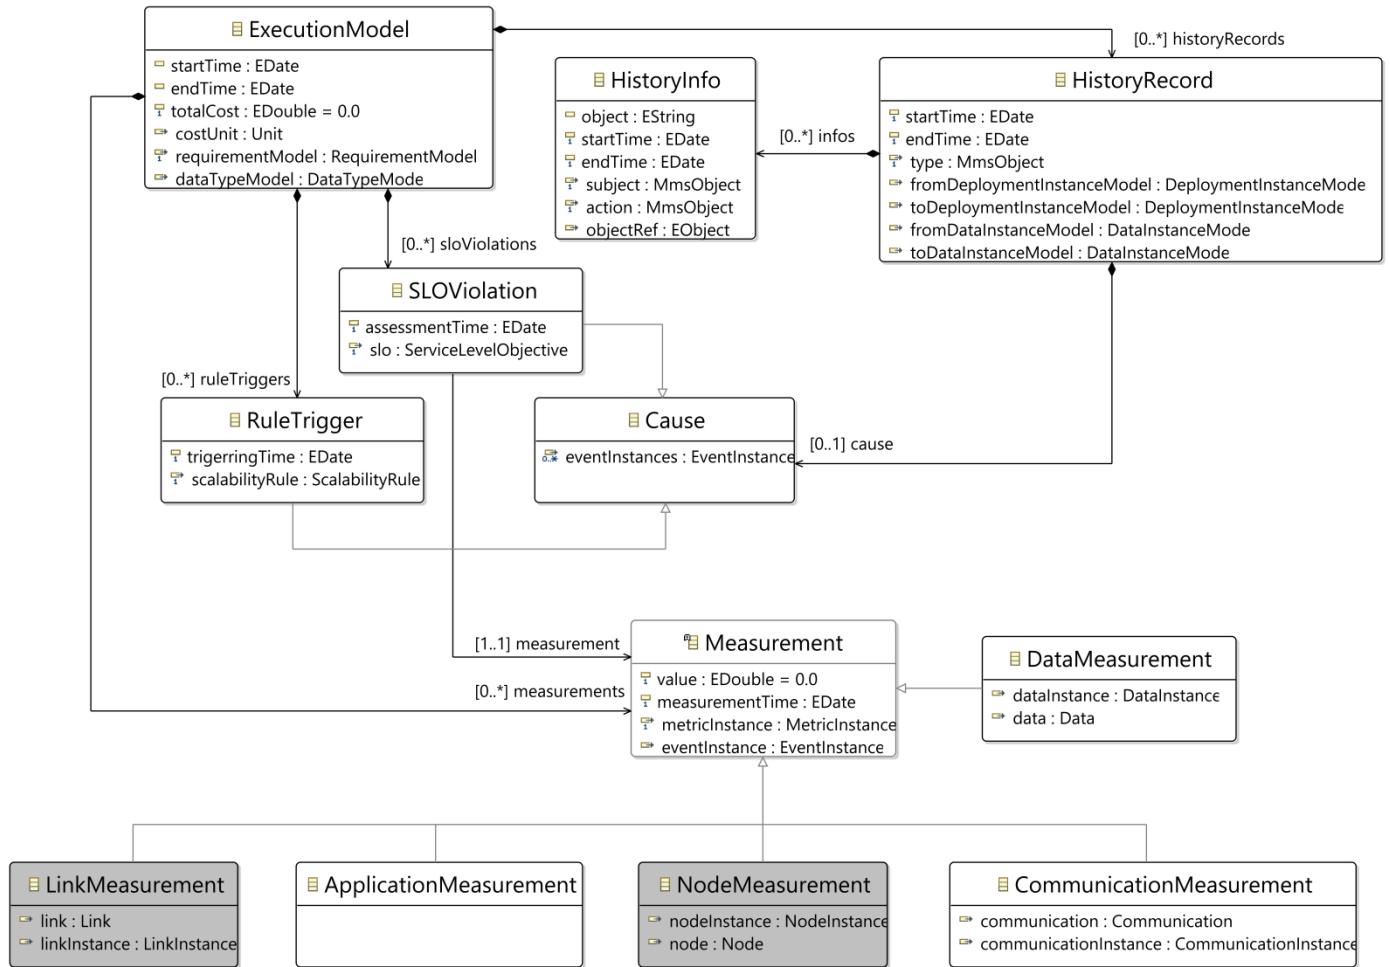 ExecutionModel
startTime : EDate
endTime : EDate
totalCost : EDouble = 0.0
costUnit : Unit
requirementModel : RequirementModel
dataTypeModel : DataTypeMode
[0..*] historyRecords
HistoryInfo
object : EString
startTime : EDate
endTime : EDate
subject : MmsObject
action : MmsObject
objectRef : EObject
[0..*] infos
HistoryRecord
startTime : EDate
endTime : EDate
type : MmsObject
fromDeploymentInstanceModel : DeploymentInstanceMode
toDeploymentInstanceModel : DeploymentInstanceMode
fromDataInstanceModel : DataInstanceMode
toDataInstanceModel : DataInstanceMode
[0..*] sloViolations
SLOViolation
assessmentTime : EDate
slo : ServiceLevelObjective
[0..*] ruleTriggers
RuleTrigger
trigerringTime : EDate
scalabilityRule : ScalabilityRule
Cause
0..* eventInstances : EventInstance
[0..1] cause
[1..1] measurement
[0..*] measurements
Measurement
value : EDouble = 0.0
measurementTime : EDate
metricInstance : MetricInstance
eventInstance : EventInstance
DataMeasurement
dataInstance : DataInstance
data : Data
LinkMeasurement
link : Link
linkInstance : LinkInstance
ApplicationMeasurement
NodeMeasurement
nodeInstance : NodeInstance
node : Node
CommunicationMeasurement
communication : Communication
communicationInstance : CommunicationInstance